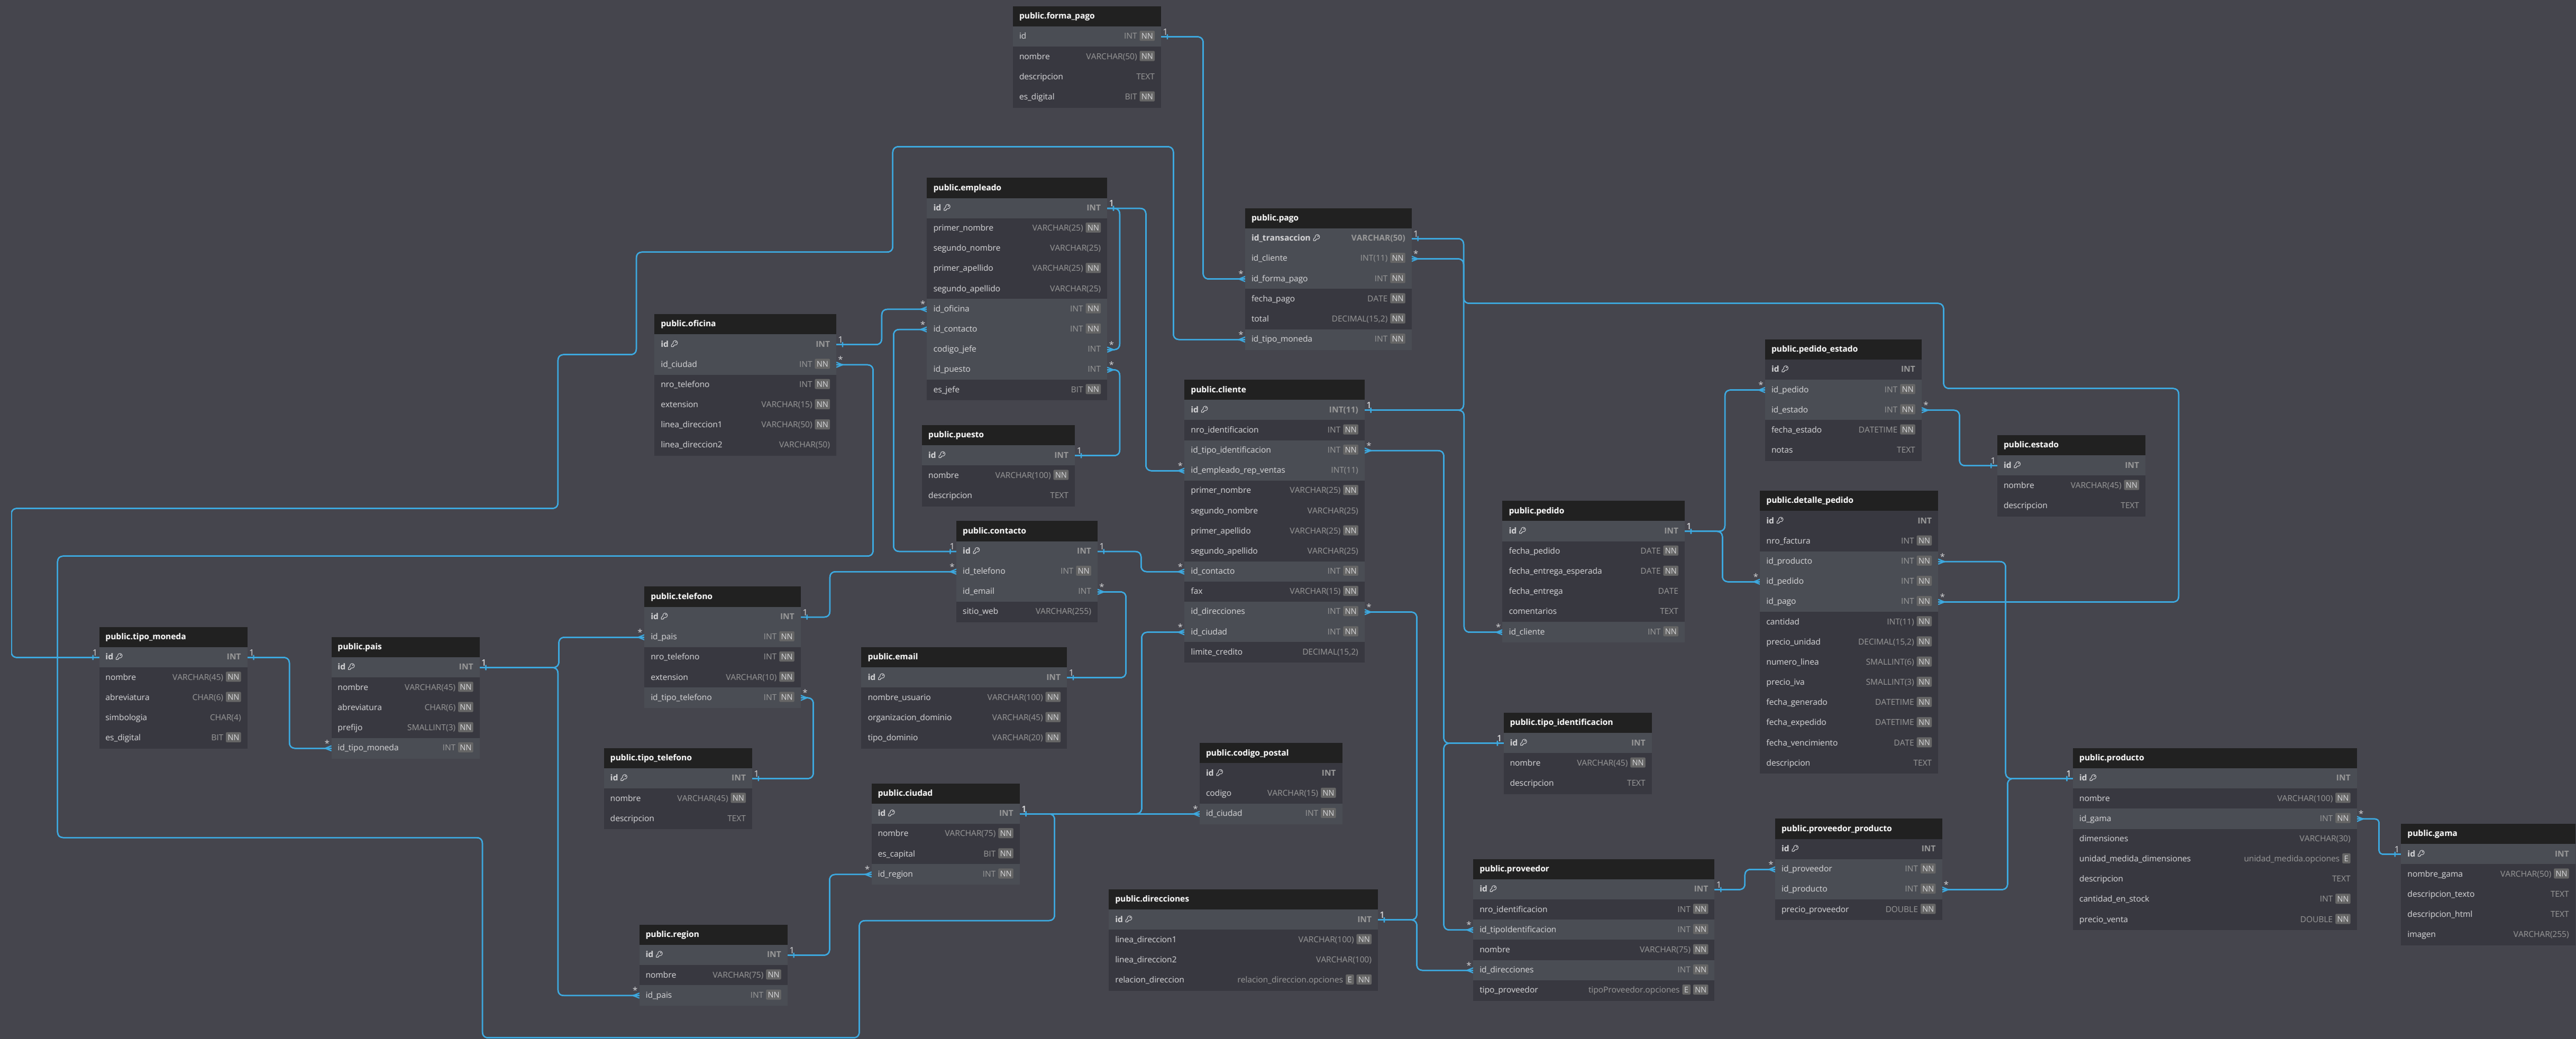 public.forma_pago
id INT NN
nombre VARCHAR(50) NN
descripcion TEXT
es_digital BIT NN
public.empleado
id INT
primer_nombre VARCHAR(25) NN
segundo_nombre VARCHAR(25)
primer_apellido VARCHAR(25) NN
segundo_apellido VARCHAR(25)
id_oficina INT NN
id_contacto INT NN
codigo_jefe INT
id_puesto INT
es_jefe BIT NN
public.pago
id_transaccion VARCHAR(50)
id_cliente INT(11) NN
id_forma_pago INT NN
fecha_pago DATE NN
total DECIMAL(15,2) NN
id_tipo_moneda INT NN
public.oficina
id INT
id_ciudad INT NN
nro_telefono INT NN
extension VARCHAR(15) NN
linea_direccion1 VARCHAR(50) NN
linea_direccion2 VARCHAR(50)
public.pedido_estado
id INT
id_pedido INT NN
id_estado INT NN
fecha_estado DATETIME NN
notas TEXT
public.cliente
id INT(11)
nro_identificacion INT NN
id_tipo_identificacion INT NN
id_empleado_rep_ventas INT(11)
primer_nombre VARCHAR(25) NN
segundo_nombre VARCHAR(25)
primer_apellido VARCHAR(25) NN
segundo_apellido VARCHAR(25)
id_contacto INT NN
fax VARCHAR(15) NN
id_direcciones INT NN
id_ciudad INT NN
limite_credito DECIMAL(15,2)
public.puesto
id INT
nombre VARCHAR(100) NN
descripcion TEXT
public.estado
id INT
nombre VARCHAR(45) NN
descripcion TEXT
public.detalle_pedido
id INT
nro_factura INT NN
id_producto INT NN
id_pedido INT NN
id_pago INT NN
cantidad INT(11) NN
precio_unidad DECIMAL(15,2) NN
numero_linea SMALLINT(6) NN
precio_iva SMALLINT(3) NN
fecha_generado DATETIME NN
fecha_expedido DATETIME NN
fecha_vencimiento DATE NN
descripcion TEXT
public.pedido
id INT
fecha_pedido DATE NN
fecha_entrega_esperada DATE NN
fecha_entrega DATE
comentarios TEXT
id_cliente INT NN
public.contacto
id INT
id_telefono INT NN
id_email INT
sitio_web VARCHAR(255)
public.telefono
id INT
id_pais INT NN
nro_telefono INT NN
extension VARCHAR(10) NN
id_tipo_telefono INT NN
public.tipo_moneda
id INT
nombre VARCHAR(45) NN
abreviatura CHAR(6) NN
simbologia CHAR(4)
es_digital BIT NN
public.pais
id INT
nombre VARCHAR(45) NN
abreviatura CHAR(6) NN
prefijo SMALLINT(3) NN
id_tipo_moneda INT NN
public.email
id INT
nombre_usuario VARCHAR(100) NN
organizacion_dominio VARCHAR(45) NN
tipo_dominio VARCHAR(20) NN
public.tipo_identificacion
id INT
nombre VARCHAR(45) NN
descripcion TEXT
public.codigo_postal
id INT
codigo VARCHAR(15) NN
id_ciudad INT NN
public.tipo_telefono
id INT
nombre VARCHAR(45) NN
descripcion TEXT
public.producto
id INT
nombre VARCHAR(100) NN
id_gama INT NN
dimensiones VARCHAR(30)
unidad_medida_dimensiones unidad_medida.opciones E
descripcion TEXT
cantidad_en_stock INT NN
precio_venta DOUBLE NN
public.ciudad
id INT
nombre VARCHAR(75) NN
es_capital BIT NN
id_region INT NN
public.proveedor_producto
id INT
id_proveedor INT NN
id_producto INT NN
precio_proveedor DOUBLE NN
public.gama
id INT
nombre_gama VARCHAR(50) NN
descripcion_texto TEXT
descripcion_html TEXT
imagen VARCHAR(255)
public.proveedor
id INT
nro_identificacion INT NN
id_tipoIdentificacion INT NN
nombre VARCHAR(75) NN
id_direcciones INT NN
tipo_proveedor tipoProveedor.opciones E NN
public.direcciones
id INT
linea_direccion1 VARCHAR(100) NN
linea_direccion2 VARCHAR(100)
relacion_direccion relacion_direccion.opciones E NN
public.region
id INT
nombre VARCHAR(75) NN
id_pais INT NN